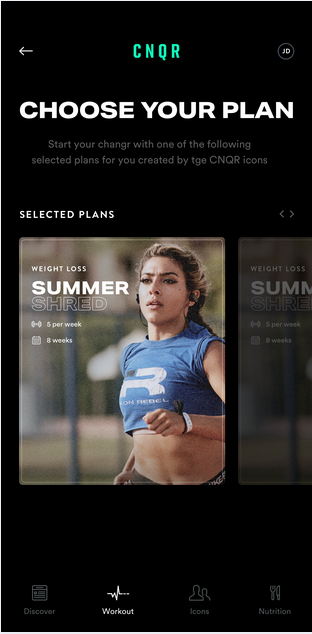 CNQR
JD
CHOOSE YOUR PLAN
Start your changr with one of the following
selected plans for you created by tge CNQR icons
SELECTED PLANS
WEIGHT LOSS
SUMMER
SHRED
5 per week
8 weeks
R
ON REBEL
WEIGHT LOSS
SUMM
SHRE
5 per week
8 weeks
Discover
Workout
Icons
Nutrition